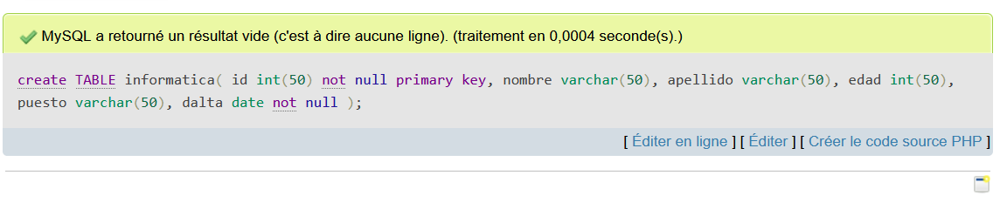 MySQL a retourné un résultat vide (c'est à dire aucune ligne). (traitement en 0,0004 seconde(s).)
create TABLE informatica( id int(50) not null primary key, nombre varchar(50), apellido varchar(50), edad int(50),
puesto varchar(50), dalta date not null );
[ Éditer en ligne ] [ Éditer ] [ Créer le code source PHP ]